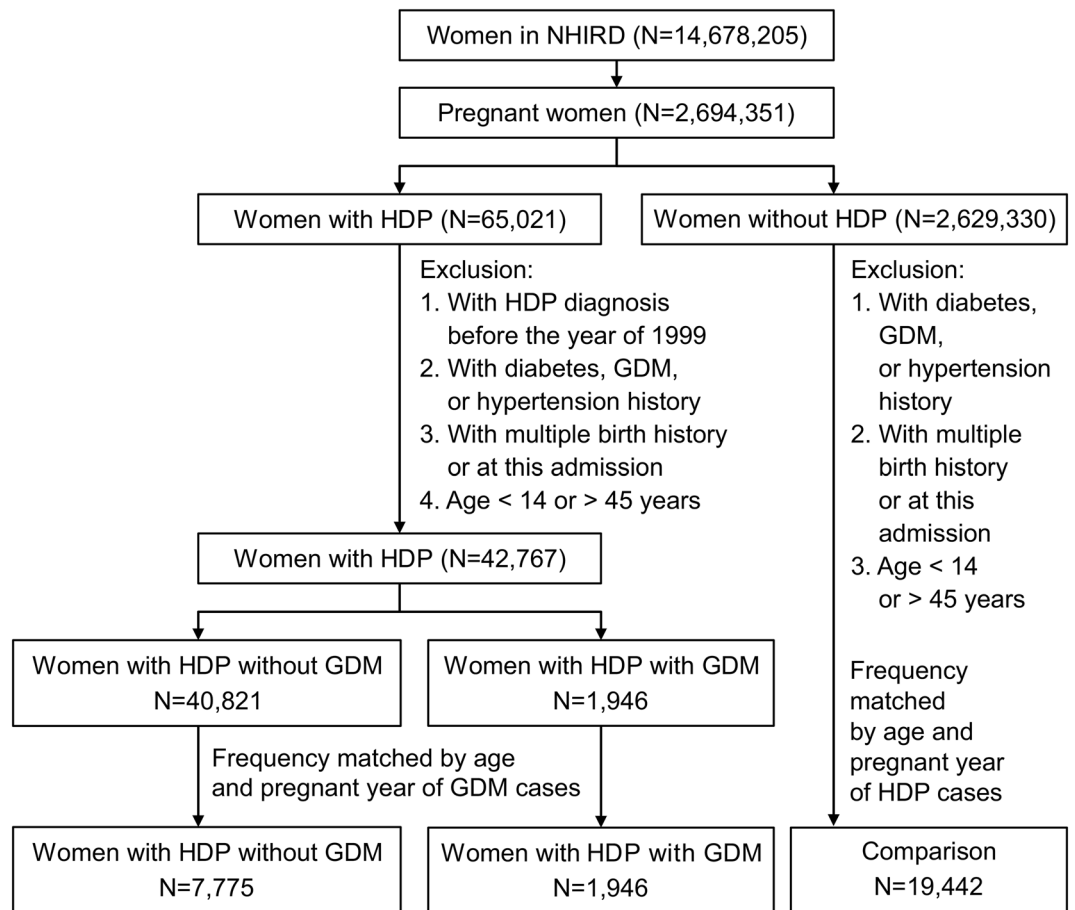 Women in NHIRD (N=14,678,205)
Pregnant women (N=2,694,351)
Women with HDP (N=65,021)
Women without HDP (N=2,629,330)
Exclusion:
1. With HDP diagnosis
before the year of 1999
2. With diabetes, GDM,
or hypertension history
3. With multiple birth history
or at this admission
4. Age < 14 or > 45 years
Exclusion:
1. With diabetes,
GDM,
or hypertension
history
2. With multiple
birth history
or at this
admission
3. Age < 14
or > 45 years
Women with HDP (N=42,767)
Women with HDP without GDM
N=40,821
Women with HDP with GDM
N=1,946
Frequency matched by age
and pregnant year of GDM cases
Frequency
matched
by age and
pregnant year
of HDP cases
Women with HDP without GDM
N=7,775
Women with HDP with GDM
N=1,946
Comparison
N=19,442